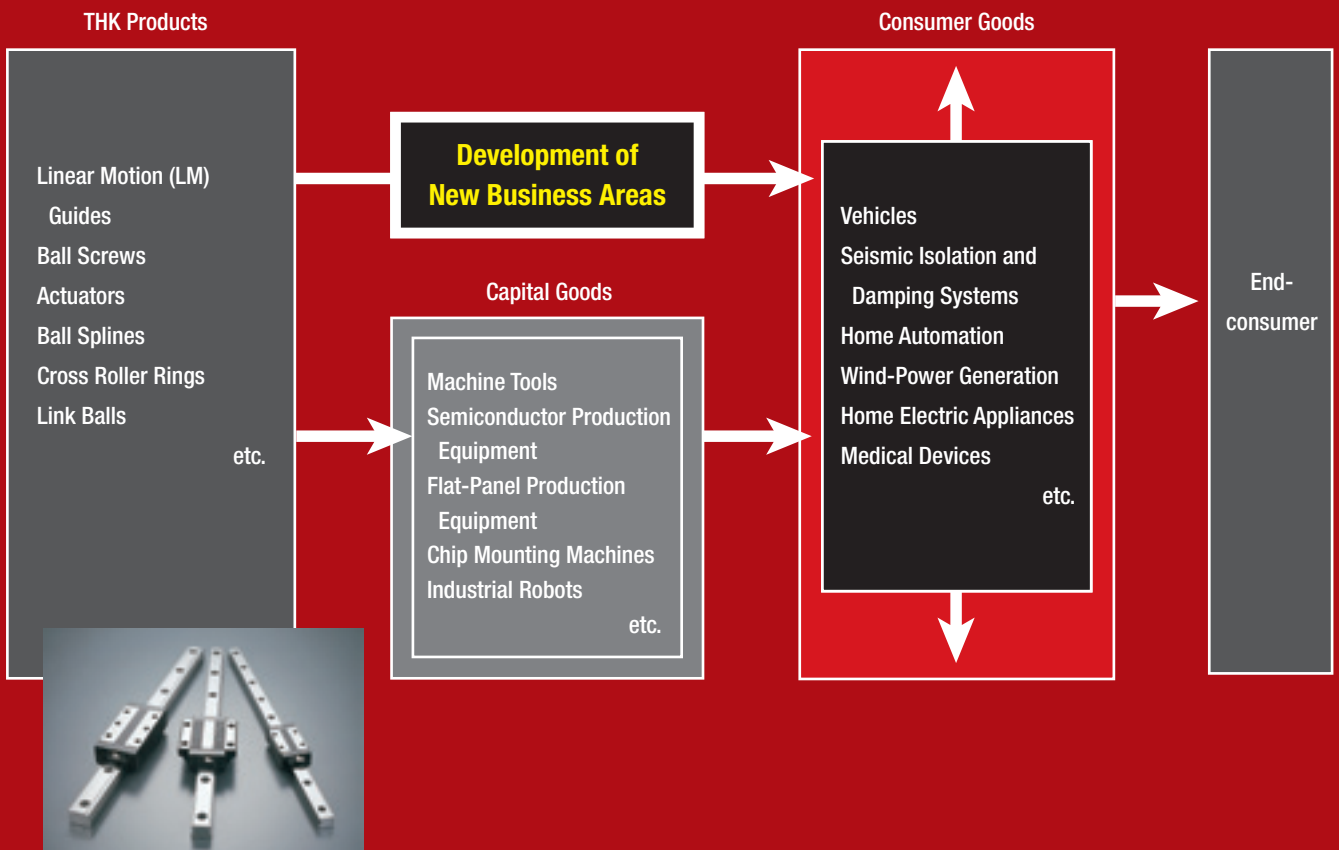 THK Products
Linear Motion (LM)
Guides
Ball Screws
Actuators
Ball Splines
Cross Roller Rings
Link Balls
etc.
Development of
New Business Areas
Capital Goods
Machine Tools
Semiconductor Production
Equipment
Flat-Panel Production
Equipment
Chip Mounting Machines
Industrial Robots
etc.
Consumer Goods
Vehicles
Seismic Isolation and
Damping Systems
Home Automation
Wind-Power Generation
Home Electric Appliances
Medical Devices
etc.
End-
consumer